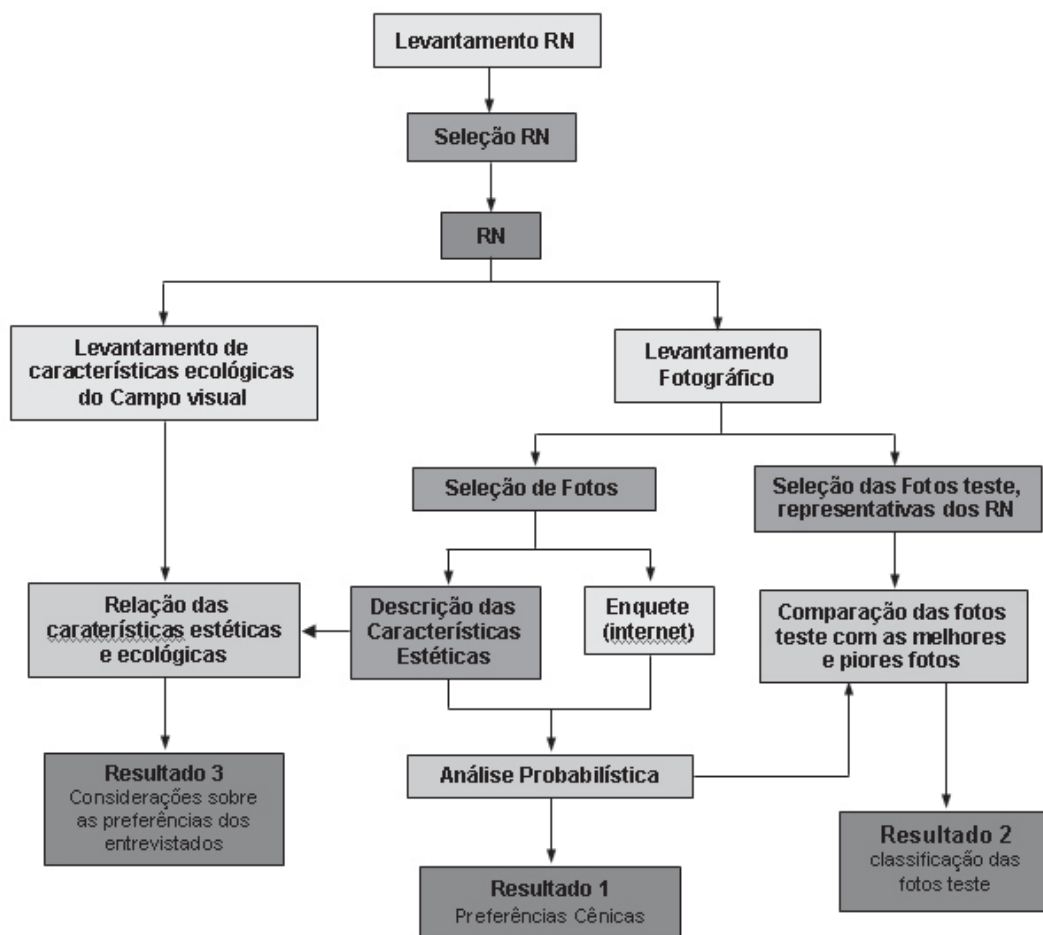 Levantamento RN
Seleção RN
RN
Levantamento de
características ecológicas
do Campo visual
Levantamento
Fotográfico
Seleção de Fotos
Seleção das Fotos teste,
representativas dos RN
Relação das
caraterísticas estéticas
e ecológicas
Descrição das
Características
Estéticas
Enquete
(internet)
Comparação das fotos
teste com as melhores
e piores fotos
Resultado 3
Considerações sobre
as preferências dos
entrevistados
Análise Probabilística
Resultado 2
classificação das
fotos teste
Resultado 1
Preferências Cênicas